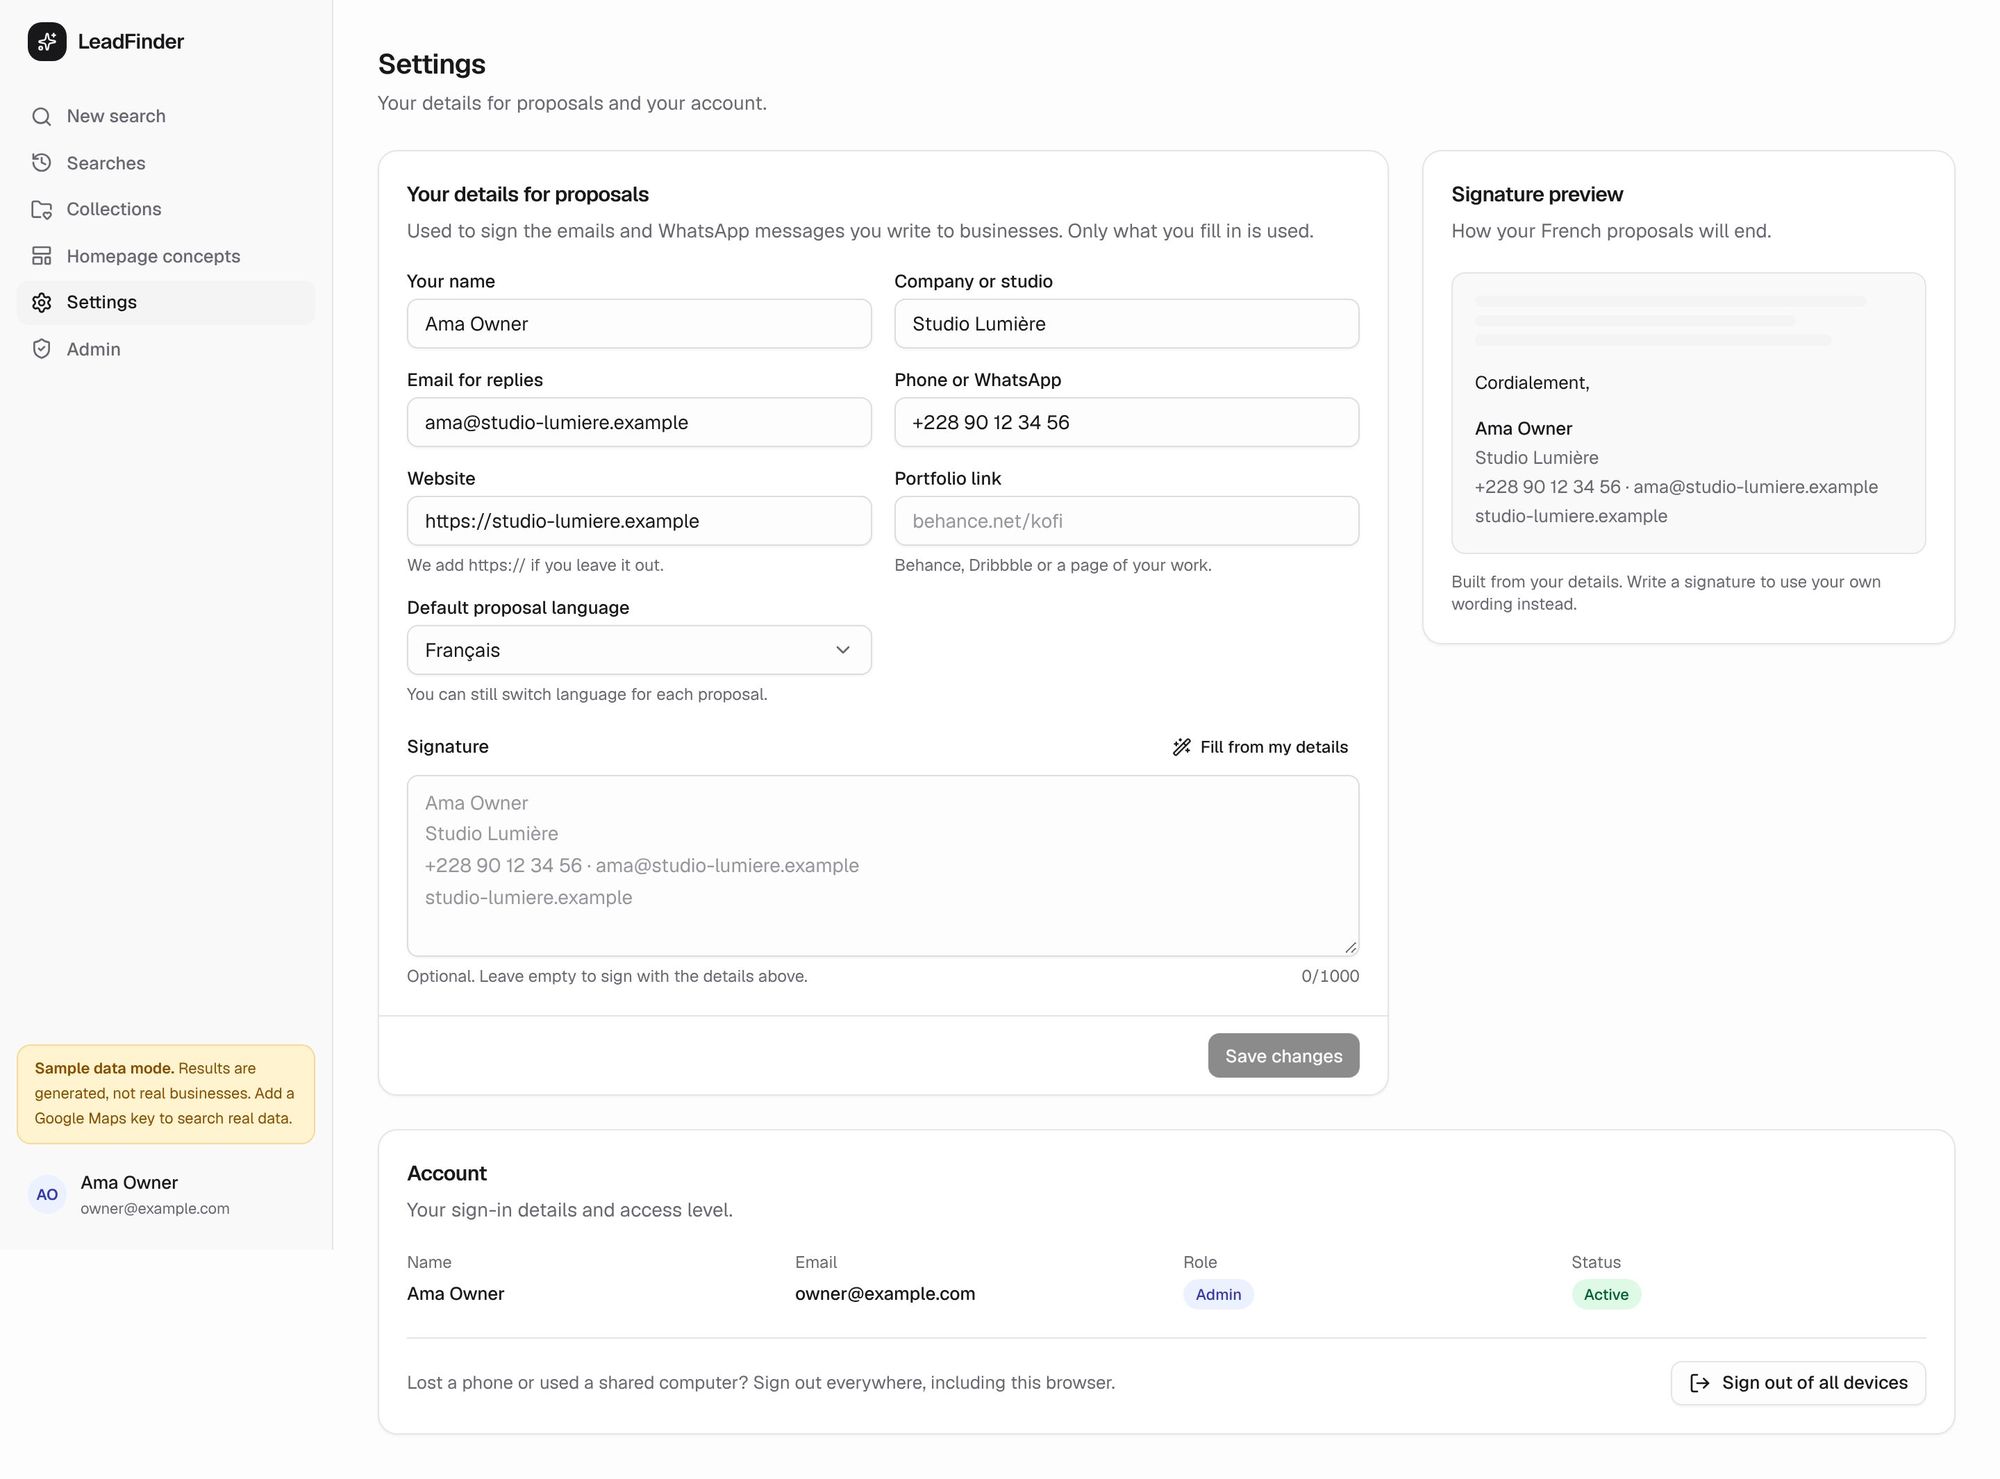 LeadFinder
New search
Searches
Collections
Homepage concepts
Settings
Admin
Sample data mode. Results are
generated, not real businesses. Add a
Google Maps key to search real data.
AO
Ama Owner
owner@example.com
Settings
Your details for proposals and your account.
Your details for proposals
Used to sign the emails and WhatsApp messages you write to businesses. Only what you fill in is used.
Your name
Ama Owner
Company or studio
Studio Lumière
Email for replies
ama@studio-lumiere.example
Phone or WhatsApp
+228 90 12 34 56
Website
https://studio-lumiere.example
We add https:// if you leave it out.
Portfolio link
behance.net/kofi
Behance, Dribbble or a page of your work.
Default proposal language
Français
You can still switch language for each proposal.
Signature
Fill from my details
Ama Owner
Studio Lumière
+228 90 12 34 56 · ama@studio-lumiere.example
studio-lumiere.example
Optional. Leave empty to sign with the details above.
0/1000
Save changes
Signature preview
How your French proposals will end.
Cordialement,
Ama Owner
Studio Lumière
+228 90 12 34 56 · ama@studio-lumiere.example
studio-lumiere.example
Built from your details. Write a signature to use your own
wording instead.
Account
Your sign-in details and access level.
Name
Ama Owner
Email
owner@example.com
Role
Admin
Status
Active
Lost a phone or used a shared computer? Sign out everywhere, including this browser.
Sign out of all devices